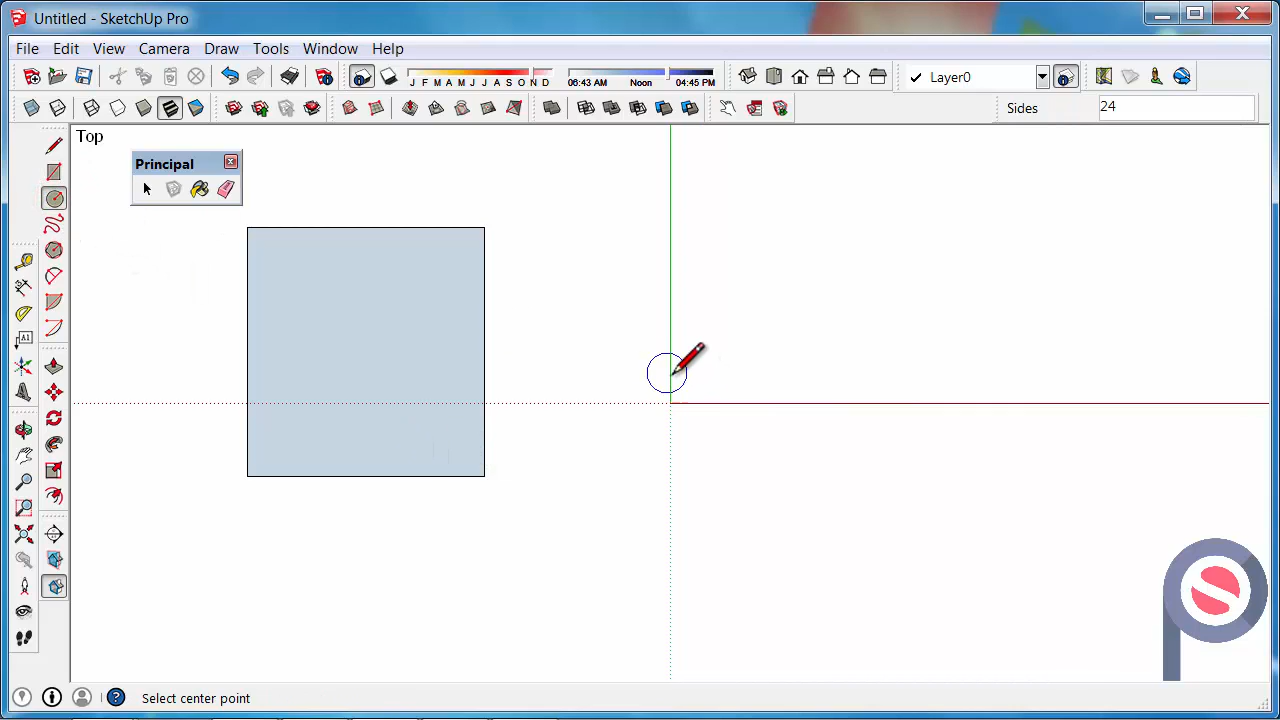 Untitled - SketchUp Pro
File Edit View Camera Draw Tools Window Help
J F M A M J J A S O N D 06:43 AM Noon 04:45 PM Layer0
Sides 24
Top
Principal
A1
Select center point